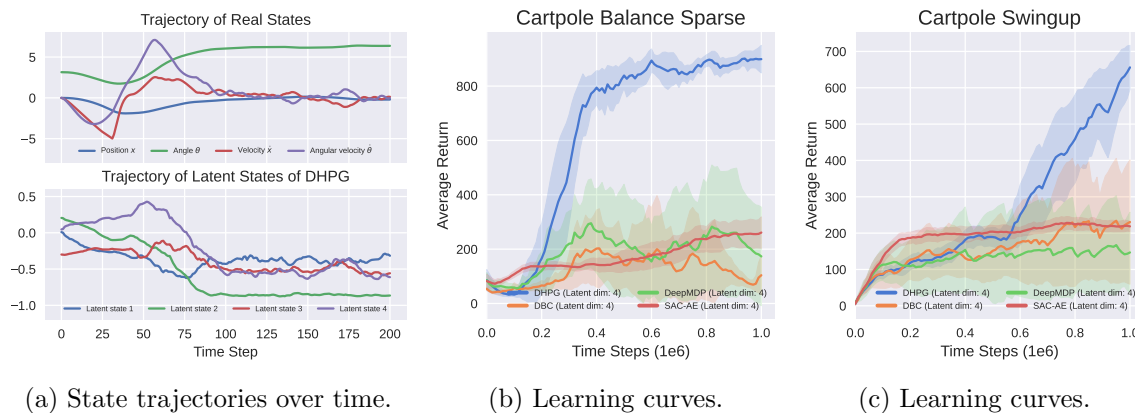 Trajectory of Real States
5
0
−5
Position x Angle θ Velocity ẋ Angular velocity θ̇
Trajectory of Latent States of DHPG
0.5
0.0
−0.5
−1.0
Latent state 1 Latent state 2 Latent state 3 Latent state 4
0 25 50 75 100 125 150 175 200
Time Step
(a) State trajectories over time.
Cartpole Balance Sparse
Average Return
800
600
400
200
0
DHPG (Latent dim: 4) DeepMDP (Latent dim: 4)
DBC (Latent dim: 4) SAC-AE (Latent dim: 4)
0.0 0.2 0.4 0.6 0.8 1.0
Time Steps (1e6)
(b) Learning curves.
Cartpole Swingup
Average Return
700
600
500
400
300
200
100
0
DHPG (Latent dim: 4) DeepMDP (Latent dim: 4)
DBC (Latent dim: 4) SAC-AE (Latent dim: 4)
0.0 0.2 0.4 0.6 0.8 1.0
Time Steps (1e6)
(c) Learning curves.